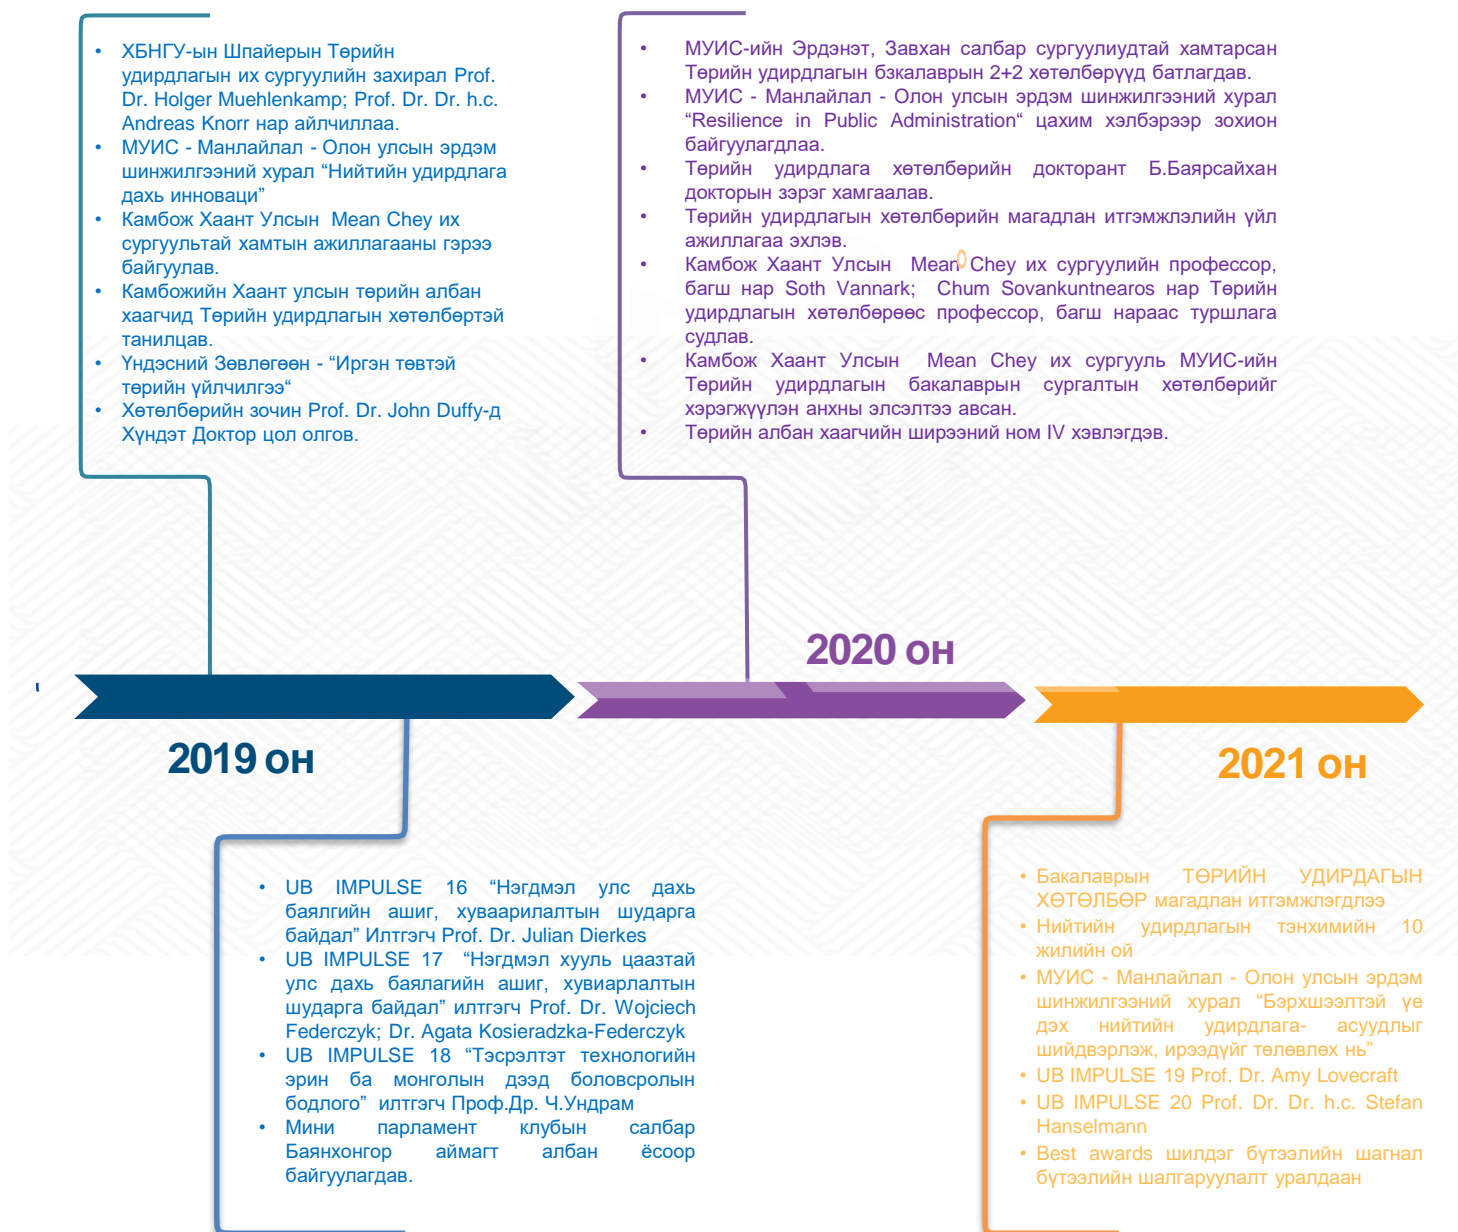 • ХБНГУ-ын Шпайерын Төрийн
удирдлагын их сургуулийн захирал Prof.
Dr. Holger Muehlenkamp; Prof. Dr. Dr. h.c.
Andreas Knorr нар айлчиллаа.
• МУИС - Манлайлал - Олон улсын эрдэм
шинжилгээний хурал “Нийтийн удирдлага
дахь инноваци”
• Камбож Хаант Улсын Mean Chey их
сургуультай хамтын ажиллагааны гэрээ
байгуулав.
• Камбожийн Хаант улсын төрийн албан
хаагчид Төрийн удирдлагын хөтөлбөртэй
танилцав.
• Үндэсний Зөвлөгөөн - “Иргэн төвтэй
төрийн үйлчилгээ“
• Хөтөлбөрийн зочин Prof. Dr. John Duffy-д
Хүндэт Доктор цол олгов.
• МУИС-ийн Эрдэнэт, Завхан салбар сургуулиудтай хамтарсан
Төрийн удирдлагын бзкалаврын 2+2 хөтөлбөрүүд батлагдав.
• МУИС - Манлайлал - Олон улсын эрдэм шинжилгээний хурал
“Resilience in Public Administration“ цахим хэлбэрээр зохион
байгуулагдлаа.
• Төрийн удирдлага хөтөлбөрийн докторант Б.Баярсайхан
докторын зэрэг хамгаалав.
• Төрийн удирдлагын хөтөлбөрийн магадлан итгэмжлэлийн үйл
ажиллагаа эхлэв.
• Камбож Хаант Улсын Mean Chey их сургуулийн профессор,
багш нар Soth Vannark; Chum Sovankuntnearos нар Төрийн
удирдлагын хөтөлбөрөөс профессор, багш нараас туршлага
судлав.
• Камбож Хаант Улсын Mean Chey их сургууль МУИС-ийн
Төрийн удирдлагын бакалаврын сургалтын хөтөлбөрийг
хэрэгжүүлэн анхны элсэлтээ авсан.
• Төрийн албан хаагчийн ширээний ном IV хэвлэгдэв.
2020 он
2019 он
2021 он
• UB IMPULSE 16 “Нэгдмэл улс дахь
баялгийн ашиг, хуваарилалтын шударга
байдал” Илтгэгч Prof. Dr. Julian Dierkes
• UB IMPULSE 17 “Нэгдмэл хууль цаазтай
улс дахь баялагийн ашиг, хувиарлалтын
шударга байдал” илтгэгч Prof. Dr. Wojciech
Federczyk; Dr. Agata Kosieradzka-Federczyk
• UB IMPULSE 18 “Тэсрэлтэт технологийн
эрин ба монголын дээд боловсролын
бодлого” илтгэгч Проф.Др. Ч.Ундрам
• Мини парламент клубын салбар
Баянхонгор аймагт албан ёсоор
байгуулагдав.
• Бакалаврын ТӨРИЙН УДИРДАГЫН
ХӨТӨЛБӨР магадлан итгэмжлэгдлээ
• Нийтийн удирдлагын тэнхимийн 10
жилийн ой
• МУИС - Манлайлал - Олон улсын эрдэм
шинжилгээний хурал “Бэрхшээлтэй үе
дэх нийтийн удирдлага- асуудлыг
шийдвэрлэж, ирээдүйг төлөвлөх нь”
• UB IMPULSE 19 Prof. Dr. Amy Lovecraft
• UB IMPULSE 20 Prof. Dr. Dr. h.c. Stefan
Hanselmann
• Best awards шилдэг бүтээлийн шагнал
бүтээлийн шалгаруулалт уралдаан